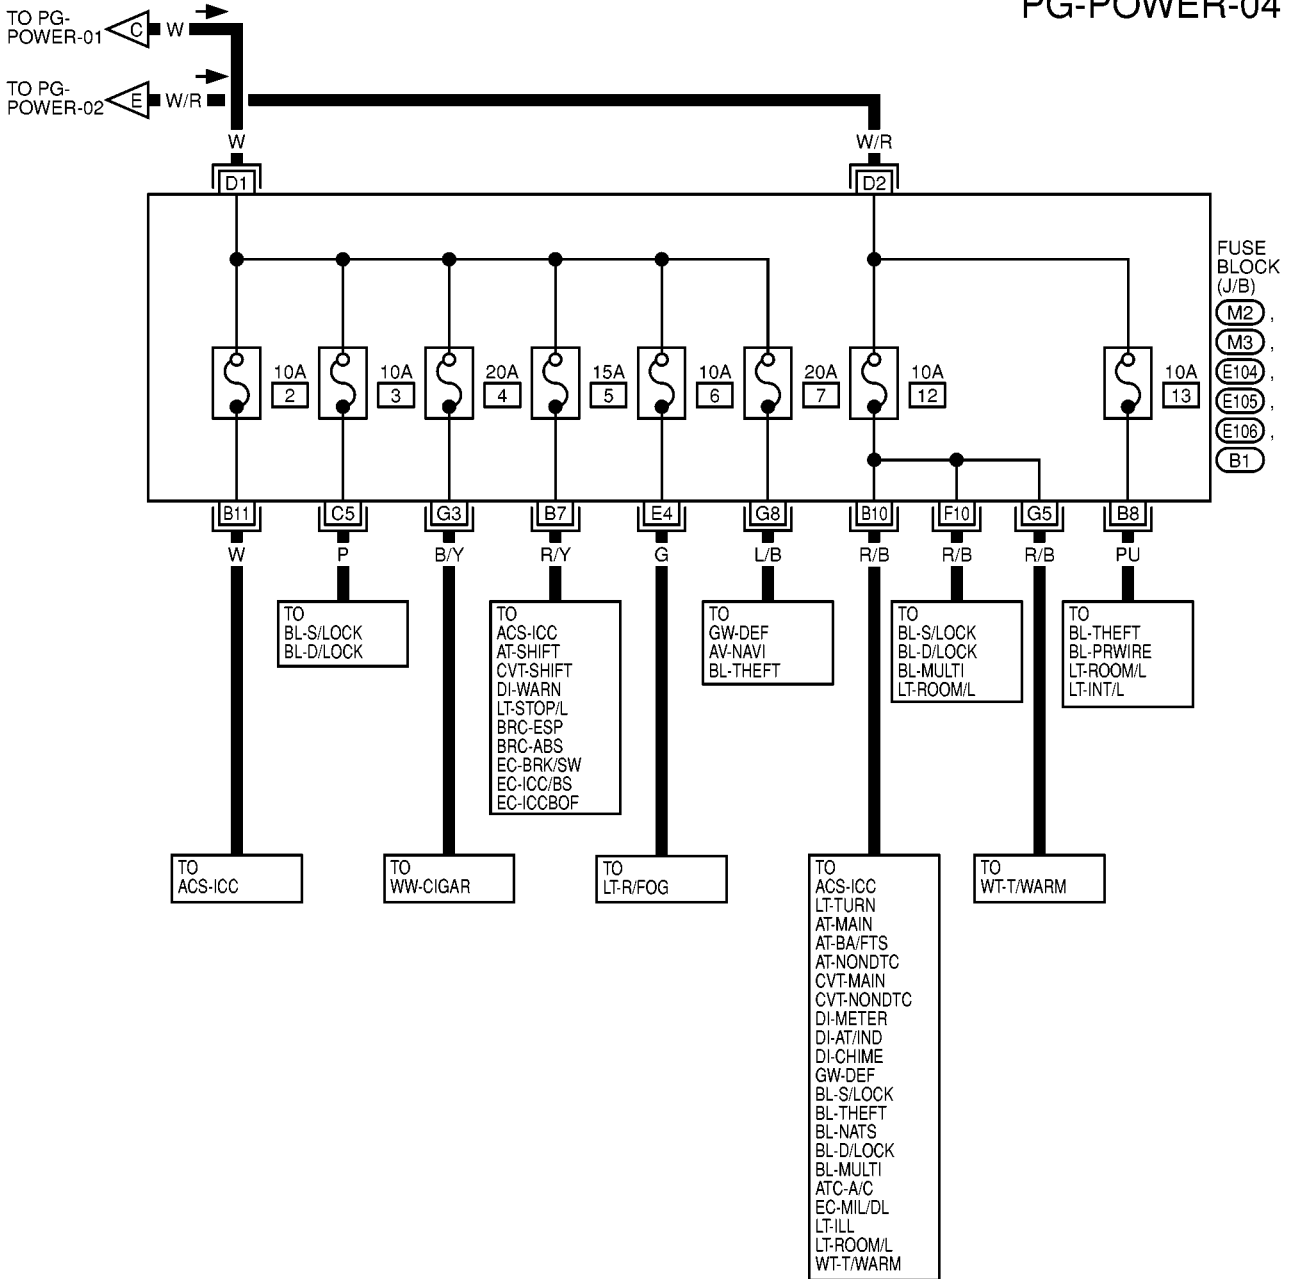 PG-POWER-04
TO PG-
POWER-01
C
W
TO PG-
POWER-02
E
W/R
W
W/R
D1
D2
FUSE
BLOCK
(J/B)
M2 ,
M3 ,
E104 ,
E105 ,
E106 ,
B1
10A
2
10A
3
20A
4
15A
5
10A
6
20A
7
10A
12
10A
13
B11
C5
G3
B7
E4
G8
B10
F10
G5
B8
W
P
B/Y
R/Y
G
L/B
R/B
R/B
R/B
PU
TO
BL-S/LOCK
BL-D/LOCK
TO
ACS-ICC
AT-SHIFT
CVT-SHIFT
DI-WARN
LT-STOP/L
BRC-ESP
BRC-ABS
EC-BRK/SW
EC-ICC/BS
EC-ICCBOF
TO
GW-DEF
AV-NAVI
BL-THEFT
TO
BL-S/LOCK
BL-D/LOCK
BL-MULTI
LT-ROOM/L
TO
BL-THEFT
BL-PRWIRE
LT-ROOM/L
LT-INT/L
TO
ACS-ICC
TO
WW-CIGAR
TO
LT-R/FOG
TO
ACS-ICC
LT-TURN
AT-MAIN
AT-BA/FTS
AT-NONDTC
CVT-MAIN
CVT-NONDTC
DI-METER
DI-AT/IND
DI-CHIME
GW-DEF
BL-S/LOCK
BL-THEFT
BL-NATS
BL-D/LOCK
BL-MULTI
ATC-A/C
EC-MIL/DL
LT-ILL
LT-ROOM/L
WT-T/WARM
TO
WT-T/WARM